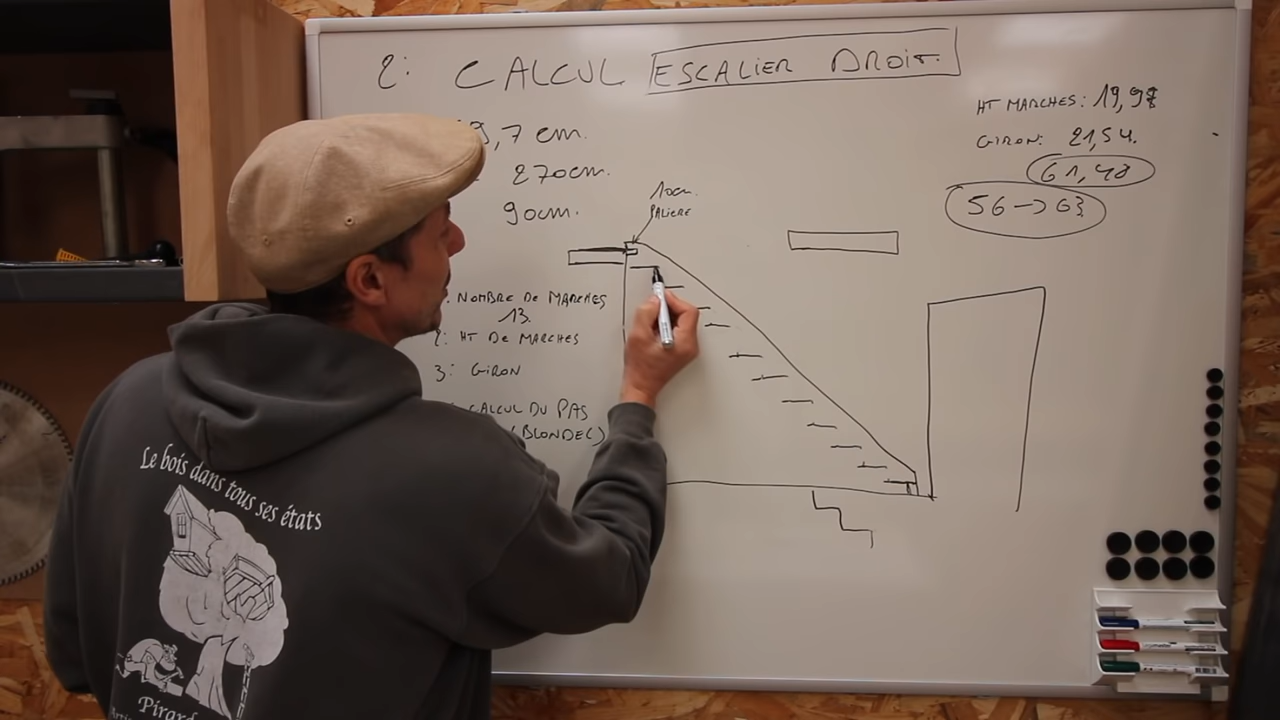 2: CALCUL ESCALIER DROIT.
9,7 cm.
270cm.
90cm.
HT MARCHES: 19,98
GIRON: 21,54.
61,48
56 → 63
10cm.
PALIÈRE
NOMBRE DE MARCHES
13.
2: HT DE MARCHES
3: GIRON
CALCUL DU PAS
(BLONDEL)
Le bois dans tous ses états
Pirard